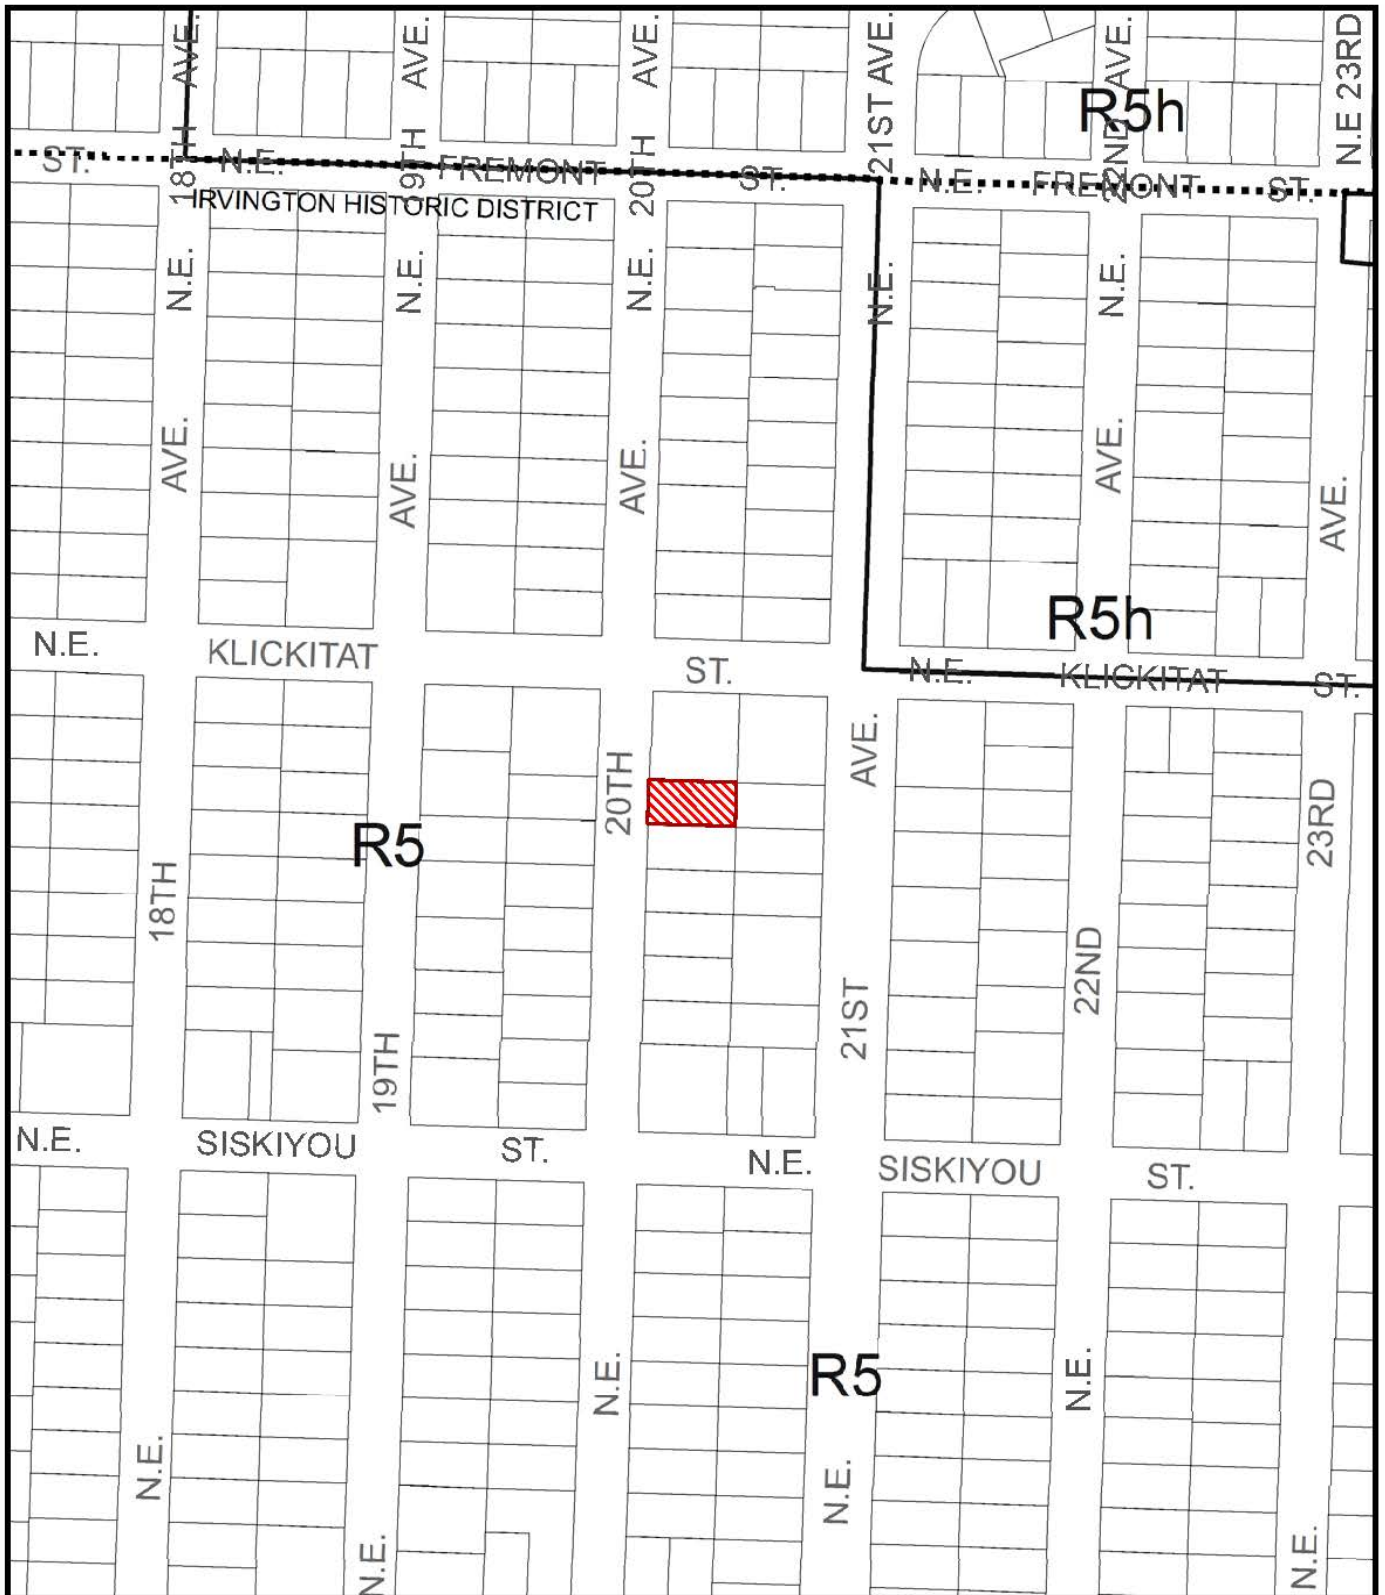 AVE.
AVE.
AVE.
21ST AVE.
22ND AVE.
N.E 23RD
R5h
18TH
19TH
20TH
ST.
N.E.
FREMONT
ST.
N.E.
FREMONT
ST.
IRVINGTON HISTORIC DISTRICT
N.E.
N.E.
N.E.
N.E.
N.E.
AVE.
AVE.
AVE.
AVE.
AVE.
R5h
N.E.
KLICKITAT
ST.
N.E.
KLICKITAT
ST.
20TH
AVE.
23RD
R5
18TH
22ND
19TH
21ST
N.E.
SISKIYOU
ST.
N.E.
SISKIYOU
ST.
R5
N.E.
N.E.
N.E.
N.E.
N.E.
N.E.